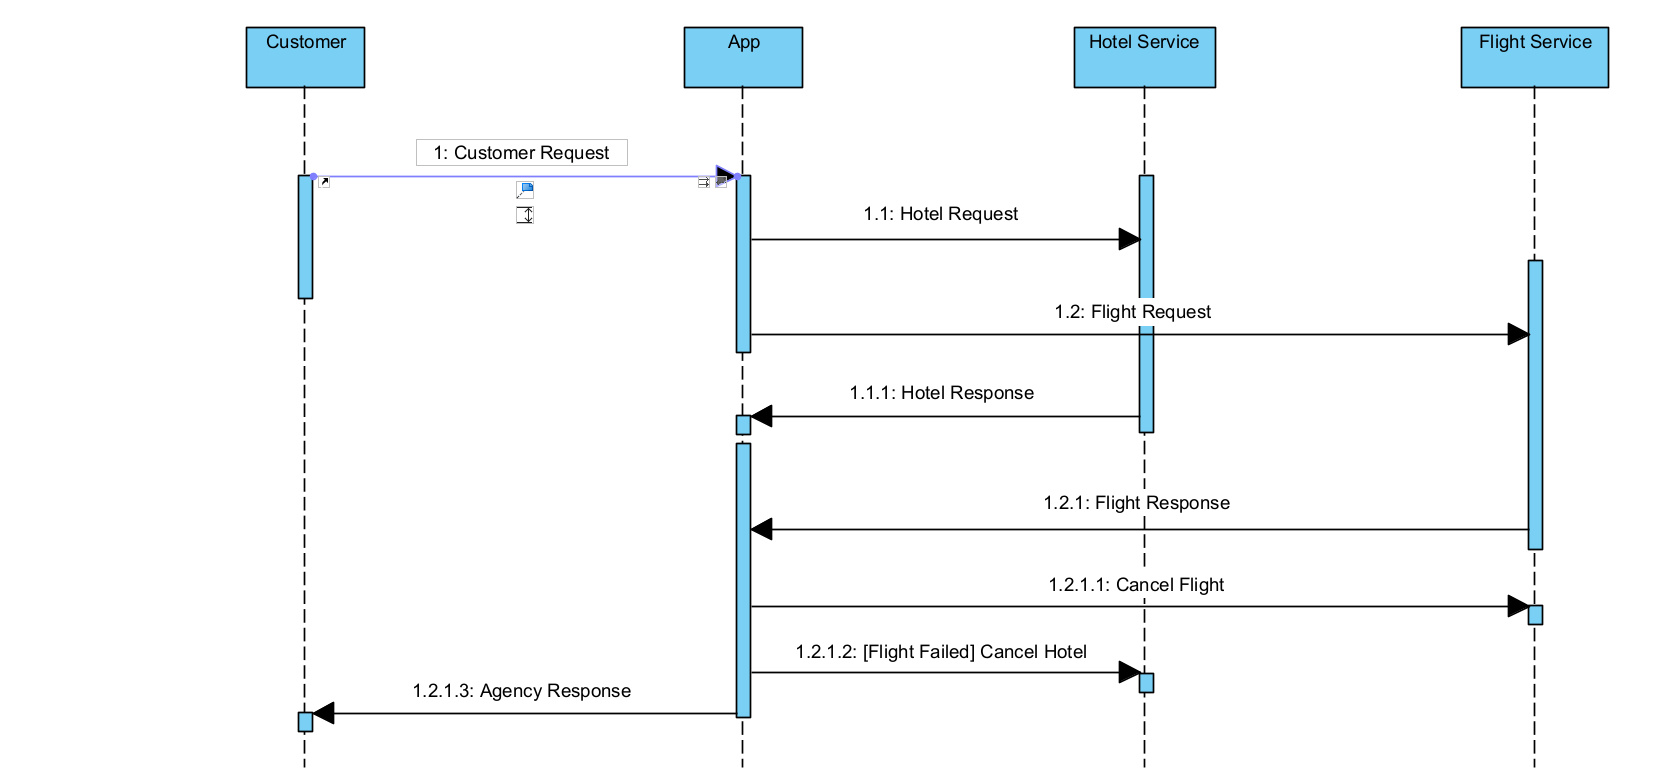 Customer
App
Hotel Service
Flight Service
1: Customer Request
1.1: Hotel Request
1.2: Flight Request
1.1.1: Hotel Response
1.2.1: Flight Response
1.2.1.1: Cancel Flight
1.2.1.2: [Flight Failed] Cancel Hotel
1.2.1.3: Agency Response